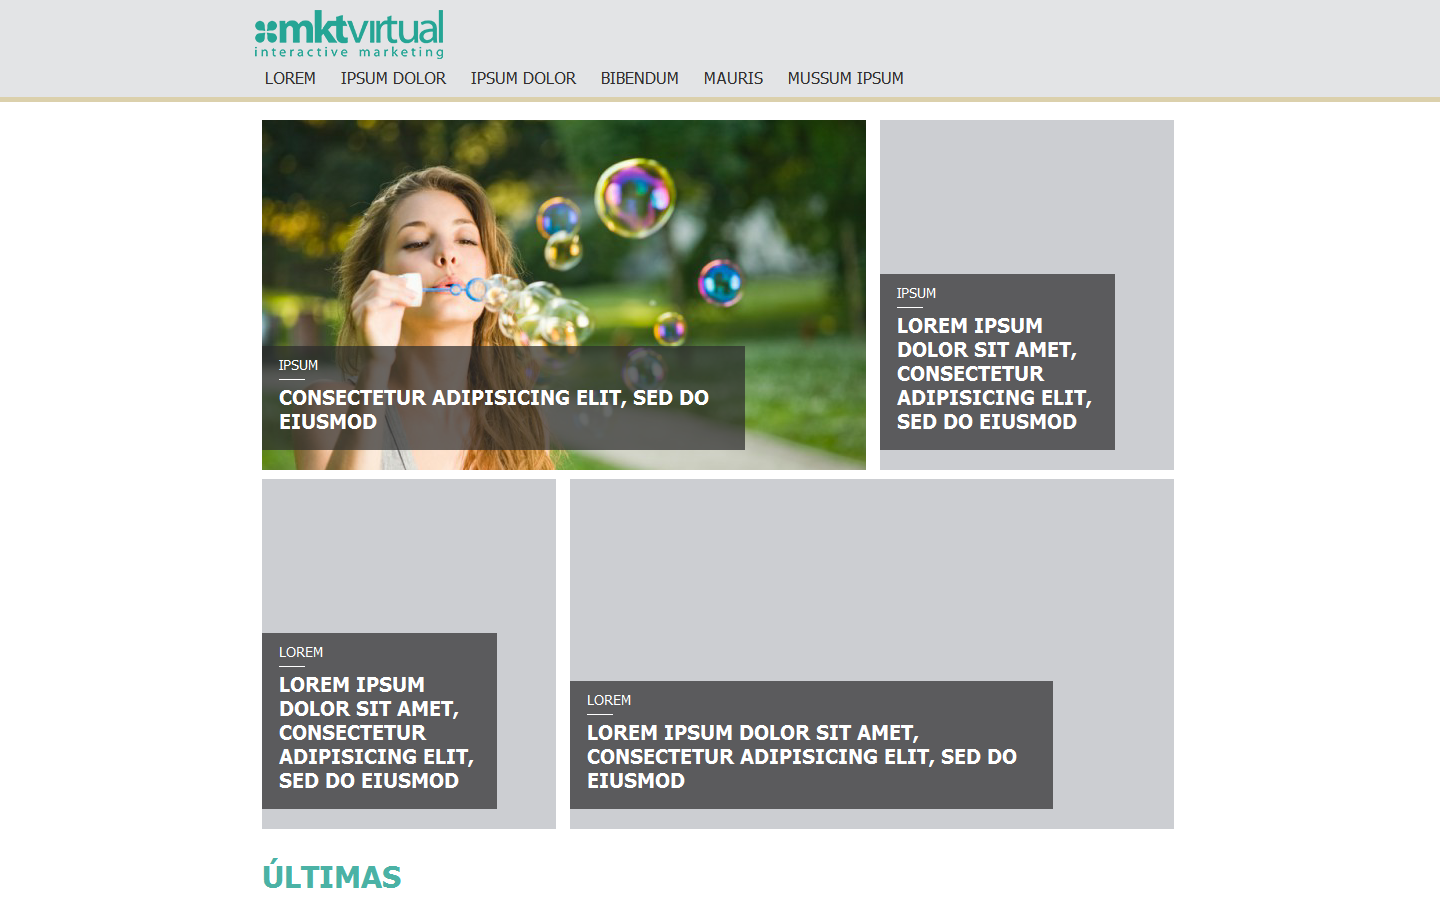 mktvirtual
interactive marketing
LOREM IPSUM DOLOR IPSUM DOLOR BIBENDUM MAURIS MUSSUM IPSUM
IPSUM
CONSECTETUR ADIPISICING ELIT, SED DO
EIUSMOD
IPSUM
LOREM IPSUM
DOLOR SIT AMET,
CONSECTETUR
ADIPISICING ELIT,
SED DO EIUSMOD
LOREM
LOREM IPSUM
DOLOR SIT AMET,
CONSECTETUR
ADIPISICING ELIT,
SED DO EIUSMOD
LOREM
LOREM IPSUM DOLOR SIT AMET,
CONSECTETUR ADIPISICING ELIT, SED DO
EIUSMOD
ÚLTIMAS